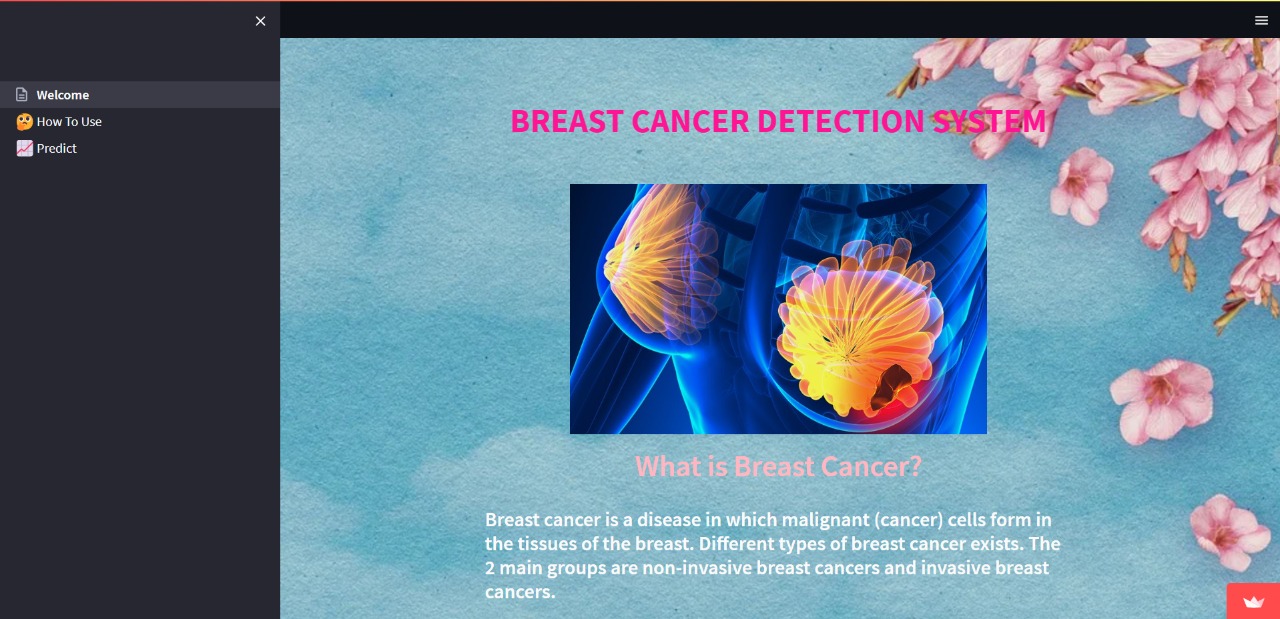 Welcome
How To Use
Predict
BREAST CANCER DETECTION SYSTEM
What is Breast Cancer?
Breast cancer is a disease in which malignant (cancer) cells form in
the tissues of the breast. Different types of breast cancer exists. The
2 main groups are non-invasive breast cancers and invasive breast
cancers.